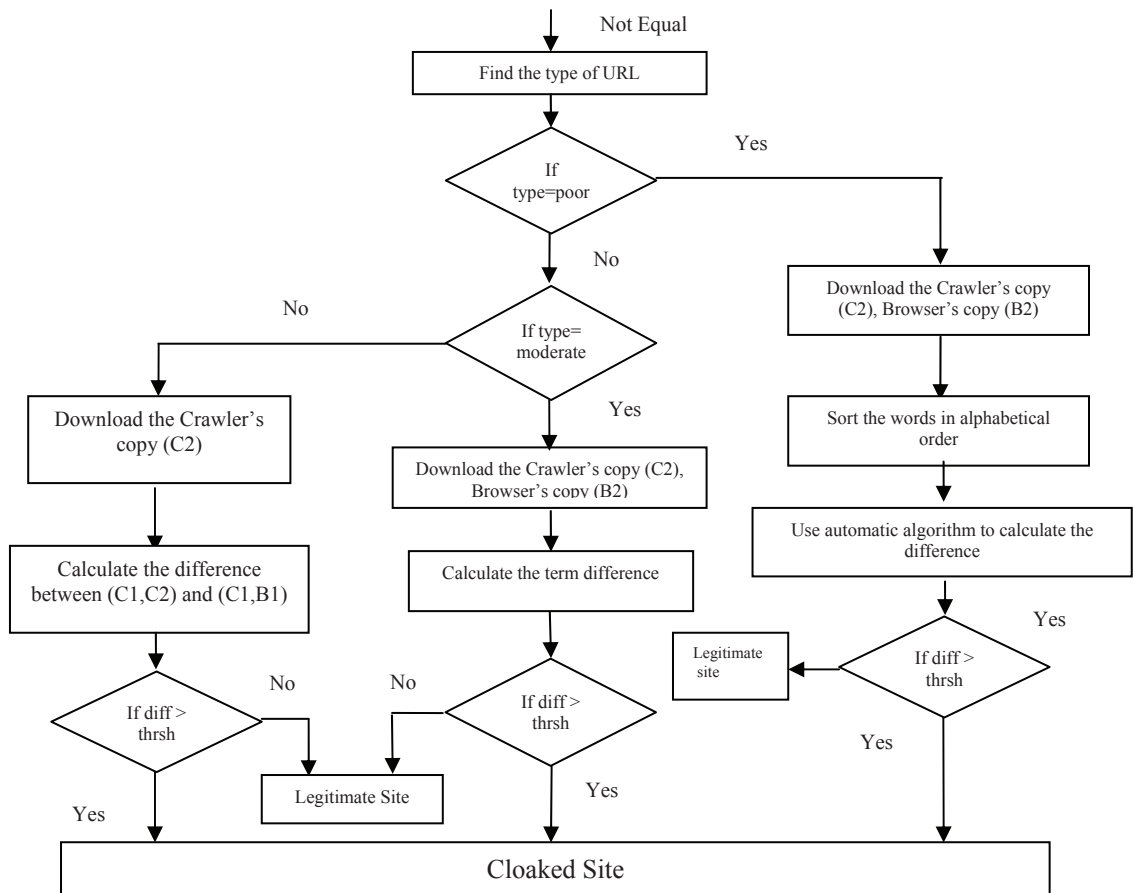 Not Equal
Find the type of URL
If
type=poor
Yes
No
Download the Crawler's copy
(C2), Browser's copy (B2)
No
If type=
moderate
Download the Crawler's
copy (C2)
Yes
Sort the words in alphabetical
order
Download the Crawler's copy (C2),
Browser's copy (B2)
Use automatic algorithm to calculate the
difference
Calculate the difference
between (C1,C2) and (C1,B1)
Calculate the term difference
Yes
Legitimate
site
If diff >
thrsh
No
No
If diff >
thrsh
If diff >
thrsh
Yes
Legitimate Site
Yes
Yes
Cloaked Site